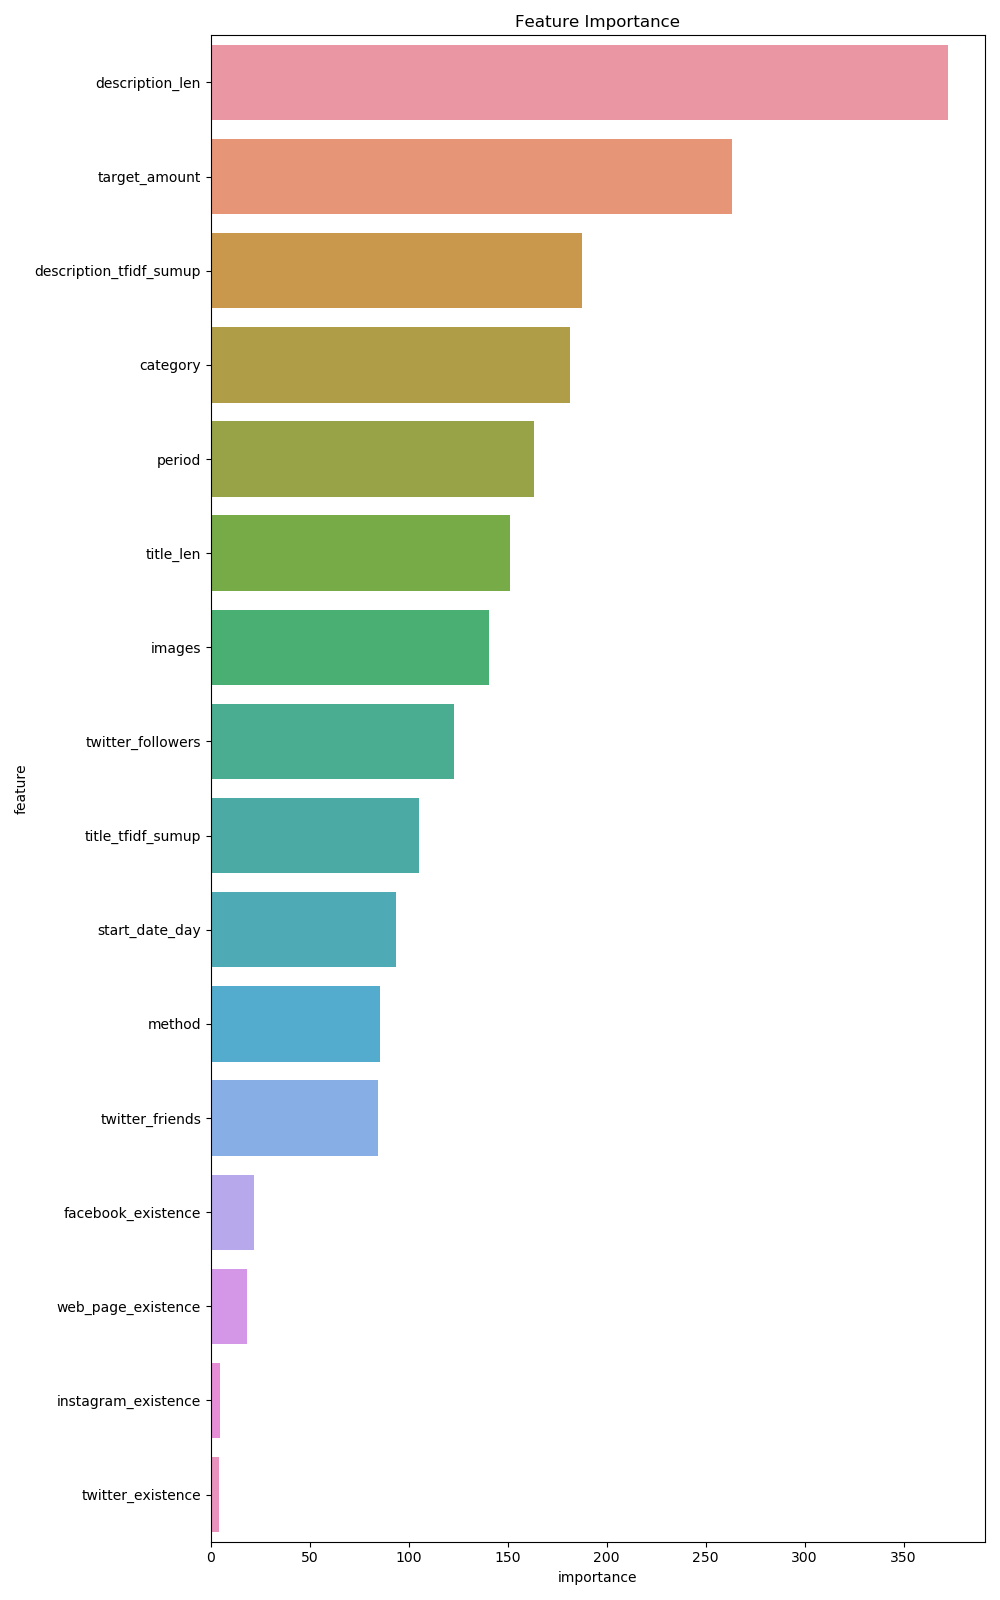 Feature Importance
description_len
target_amount
description_tfidf_sumup
category
period
title_len
images
twitter_followers
title_tfidf_sumup
start_date_day
method
twitter_friends
facebook_existence
web_page_existence
instagram_existence
twitter_existence
feature
0 50 100 150 200 250 300 350
importance